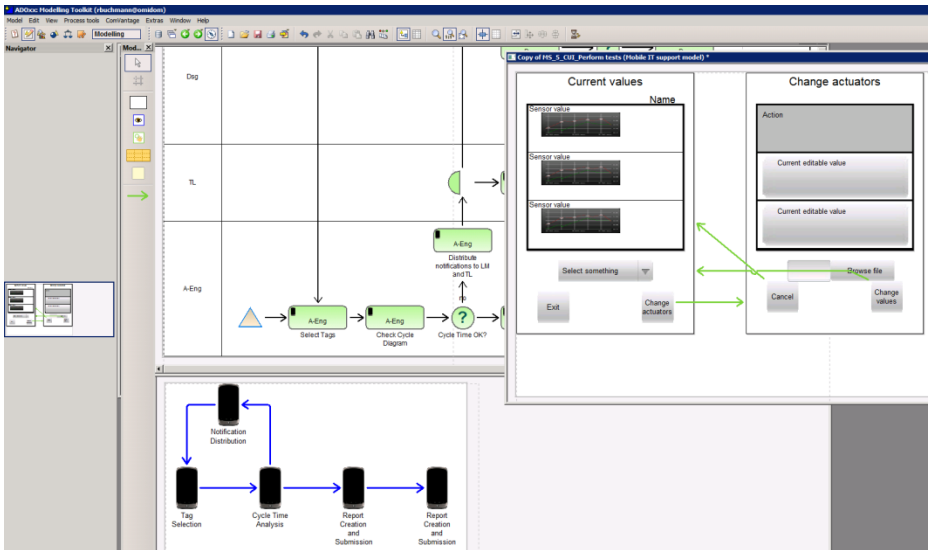 ADOxx: Modelling Toolkit (rbuchmann@omidom)
Model Edit View Process tools ComVantage Extras Window Help
Modelling
Navigator
Mod...
Dsg
TL
A-Eng
A-Eng
Distribute
notifications to LM
and TL
no
A-Eng
Select Tags
A-Eng
Check Cycle
Diagram
?
Cycle Time OK?
Copy of MS_5_CUI_Perform tests (Mobile IT support model) *
Current values
Name
Sensor value
Sensor value
Sensor value
Select something
Exit
Change
actuators
Change actuators
Action
Current editable value
Current editable value
Browse file
Cancel
Change
values
Notification
Distribution
Tag
Selection
Cycle Time
Analysis
Report
Creation
and
Submission
Report
Creation
and
Submission